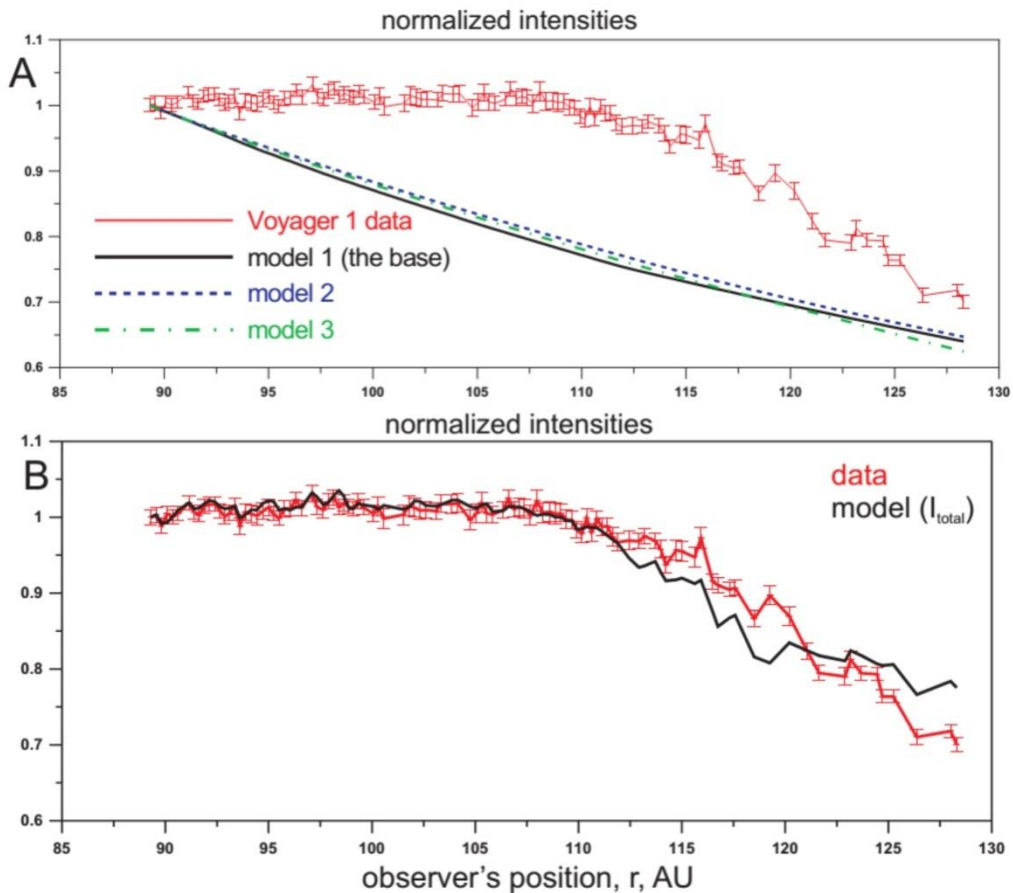 normalized intensities
A
1.1
1
0.9
0.8
0.7
0.6
Voyager 1 data
model 1 (the base)
model 2
model 3
85 90 95 100 105 110 115 120 125 130
normalized intensities
B
1.1
1
0.9
0.8
0.7
0.6
data
model (I_total)
85 90 95 100 105 110 115 120 125 130
observer's position, r, AU